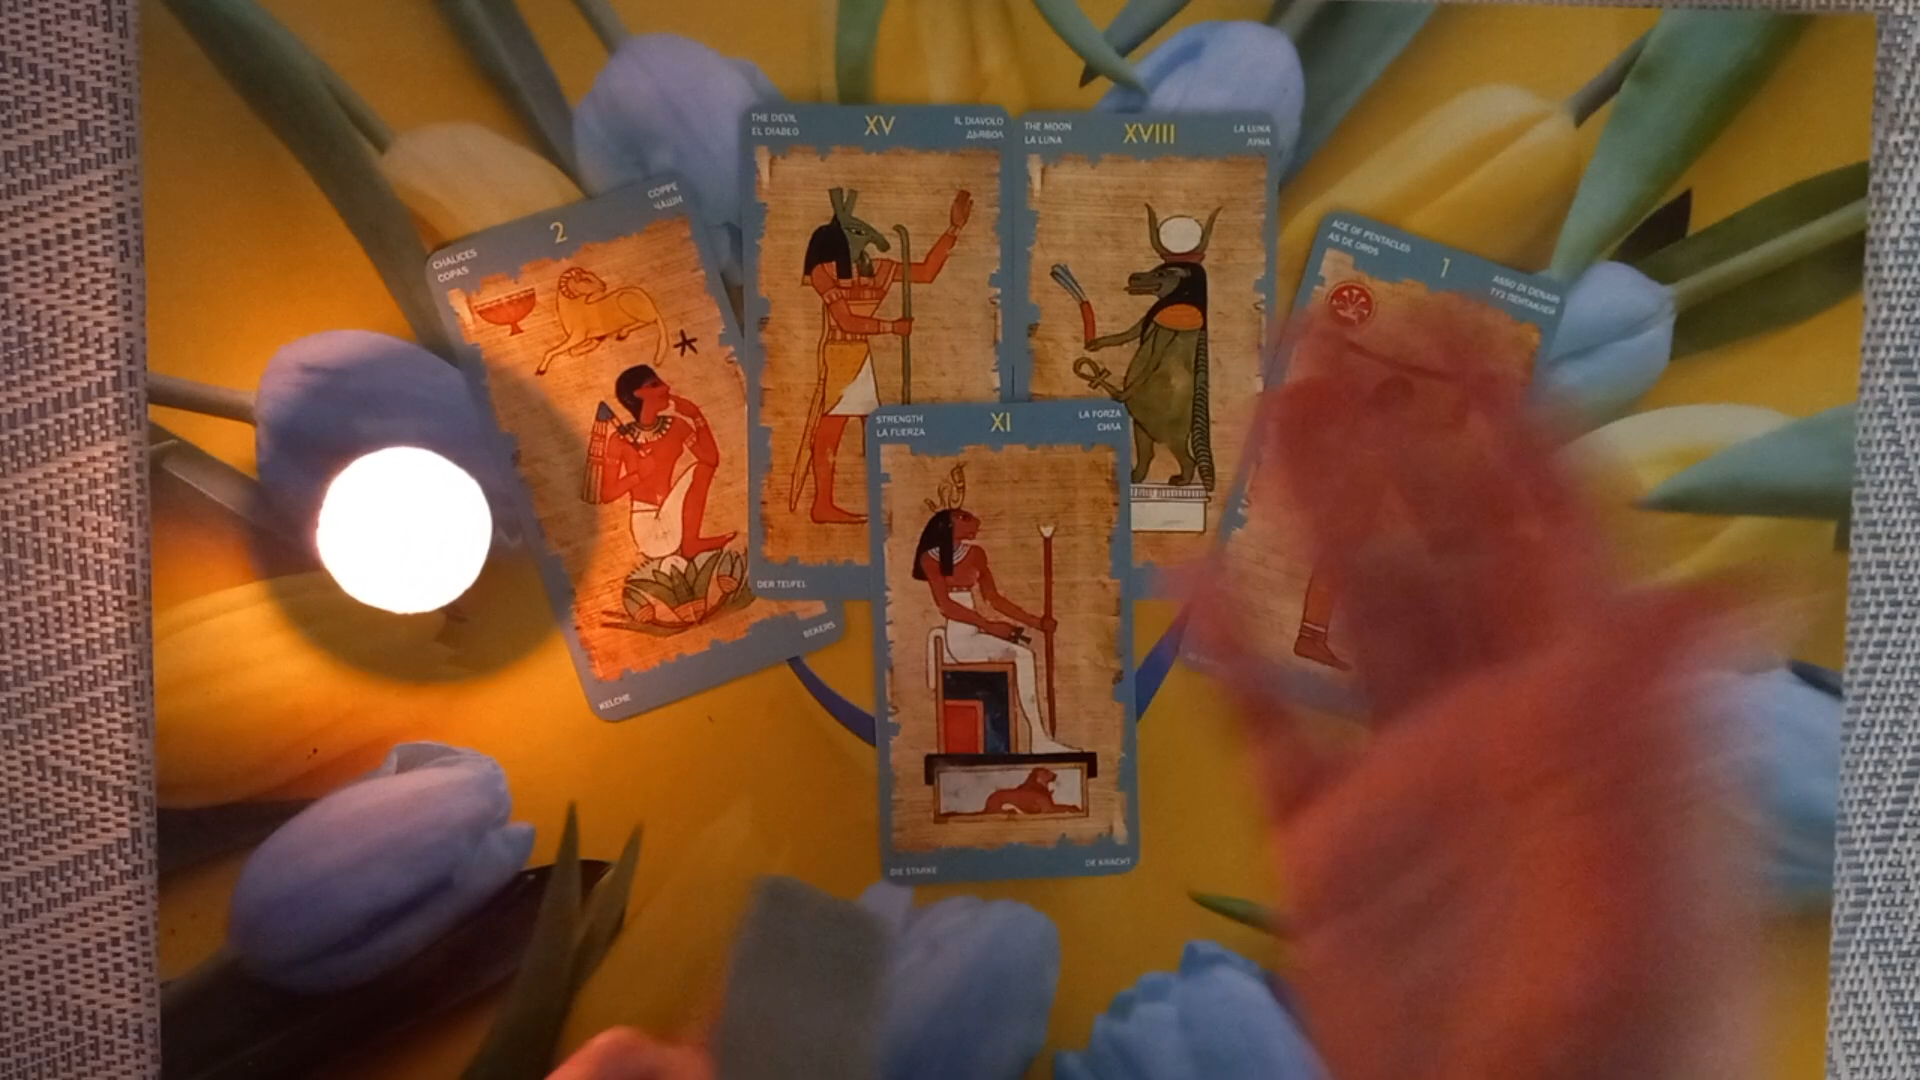 CHALICES
COPAS
2
COPPE
ЧАШИ
KELCHE
BEKERS
THE DEVIL
EL DIABLO
XV
IL DIAVOLO
ДЬЯВОЛ
DER TEUFEL
THE MOON
LA LUNA
XVIII
LA LUNA
ЛУНА
ACE OF PENTACLES
AS DE OROS
1
ASSO DI DENARI
ТУЗ ПЕНТАКЛЕЙ
STRENGTH
LA FUERZA
XI
LA FORZA
СИЛА
DIE STARKE
DE KRACHT